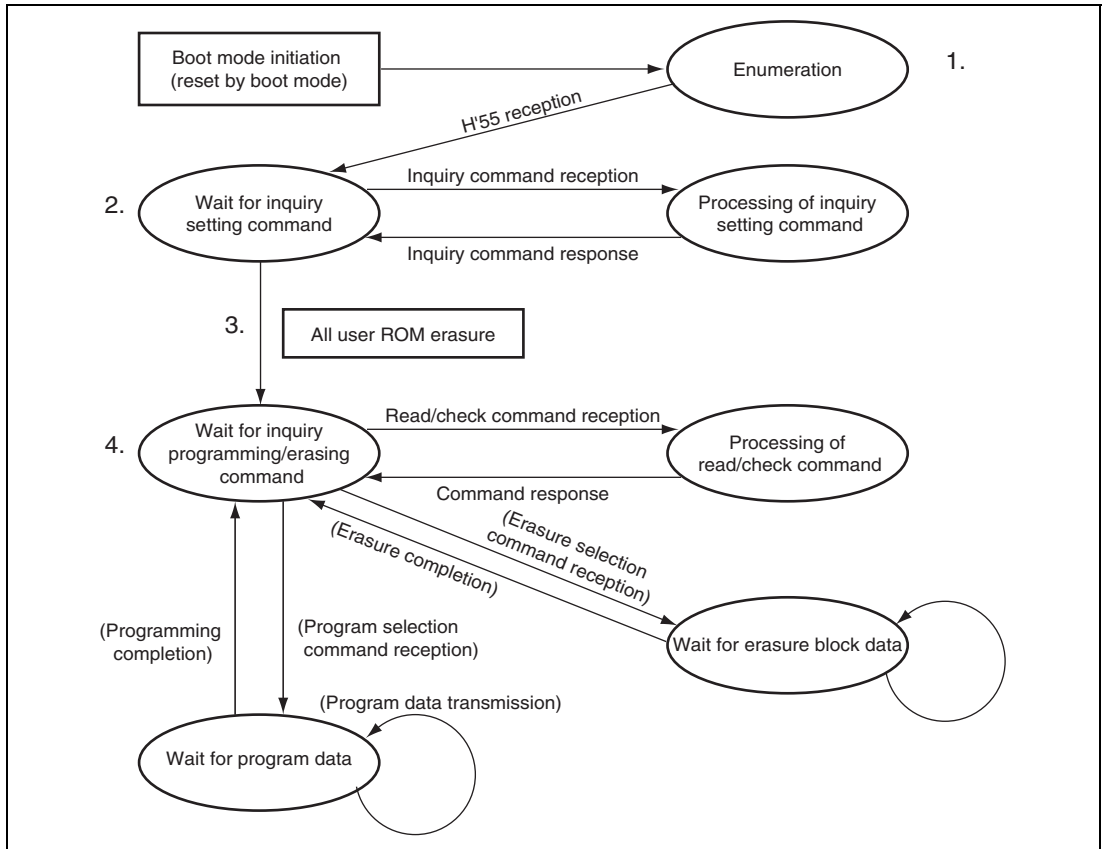 Boot mode initiation
(reset by boot mode)
Enumeration
1.
H'55 reception
2.
Wait for inquiry
setting command
Inquiry command reception
Processing of inquiry
setting command
Inquiry command response
3.
All user ROM erasure
4.
Wait for inquiry
programming/erasing
command
Read/check command reception
Processing of
read/check command
Command response
(Erasure selection
command reception)
(Erasure completion)
Wait for erasure block data
(Programming
completion)
(Program selection
command reception)
(Program data transmission)
Wait for program data